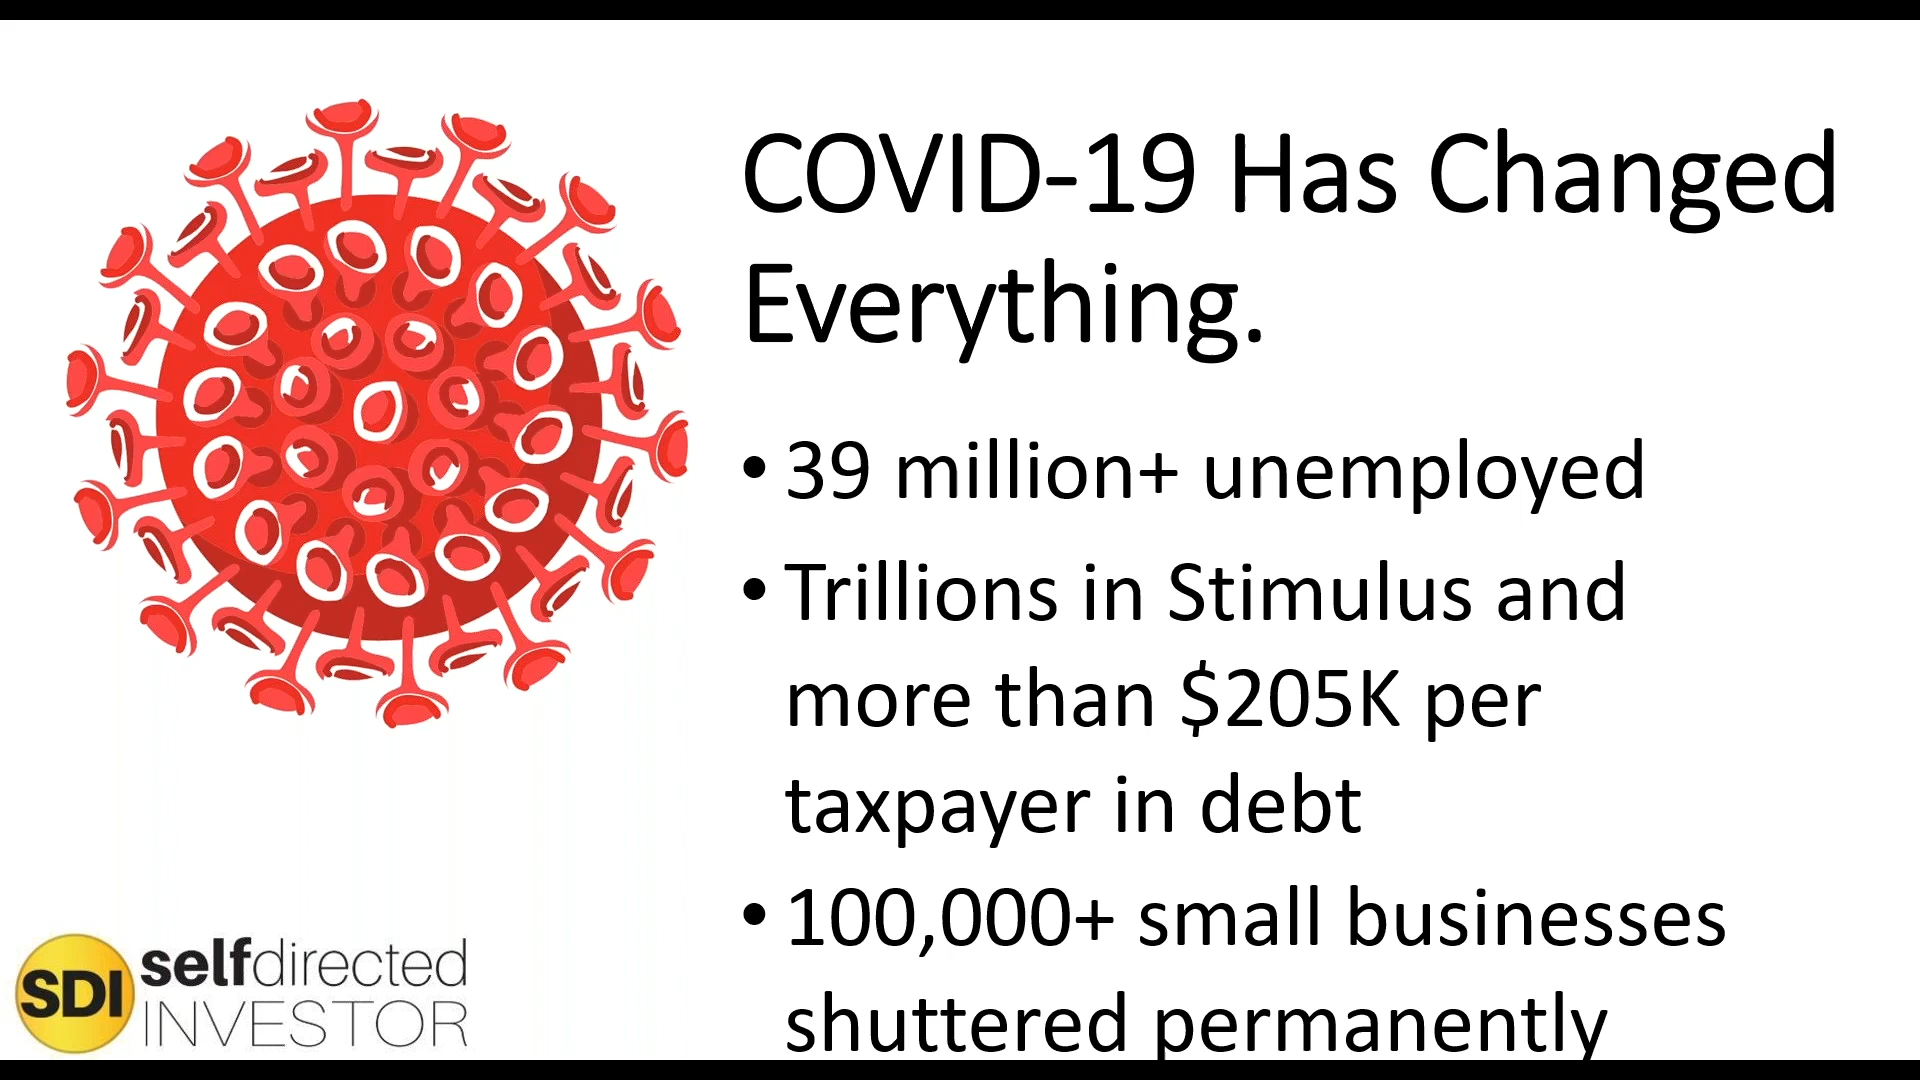 COVID-19 Has Changed
Everything.
• 39 million+ unemployed
• Trillions in Stimulus and
more than $205K per
taxpayer in debt
• 100,000+ small businesses
shuttered permanently
SDI selfdirected
INVESTOR